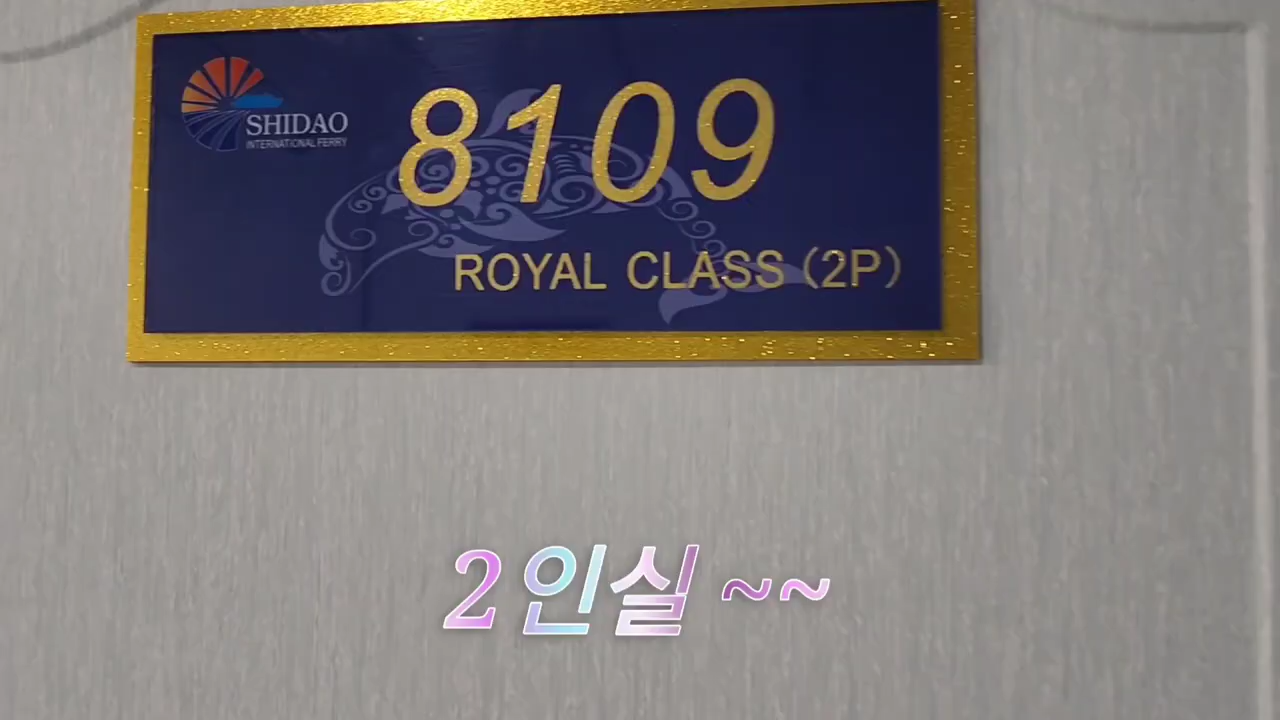 SHIDAO
INTERNATIONAL FERRY
8109
ROYAL CLASS (2P)
2인실 ~~